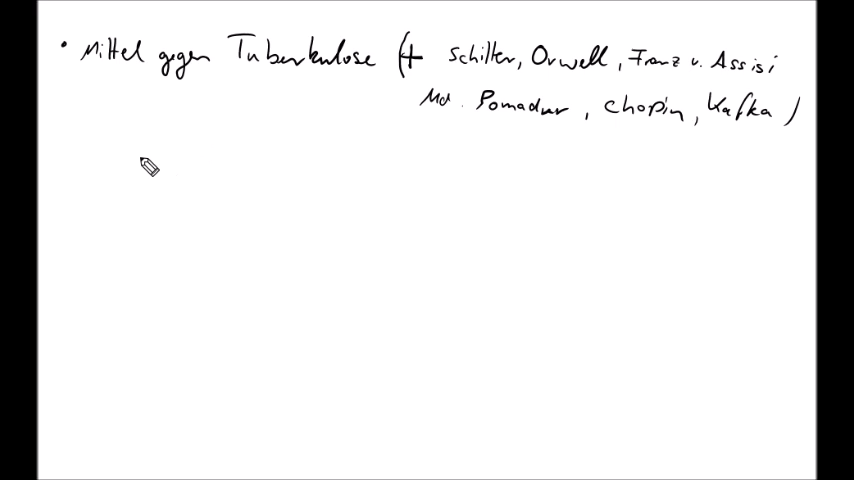 • Mittel gegen Tuberkulose († Schiller, Orwell, Franz v. Assisi
Md. Pomadur, Chopin, Kafka)